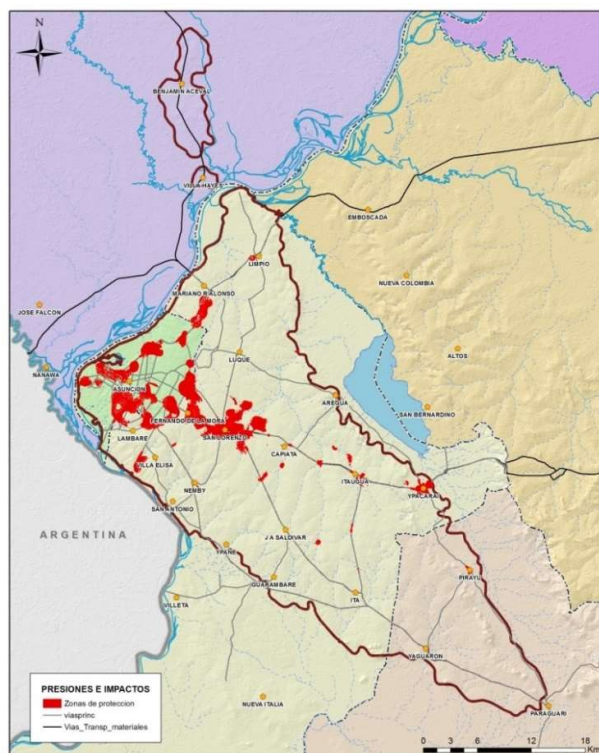 N
BENJAMIN ACEVAL
VILLA HAYES
EMBOSCADA
LIMPIO
NUEVA COLOMBIA
MARIANO R ALONSO
JOSE FALCON
LUQUE
ALTOS
NANAWA
ASUNCION
AREGUA
SAN BERNARDINO
FERNANDO DE LA MORA
LAMBARE
SAN LORENZO
CAPIATA
VILLA ELISA
ITAUGUA
YPACARAI
NEMBY
SAN ANTONIO
ARGENTINA
J A SALDIVAR
YPANE
PIRAYU
GUARAMBARE
ITA
VILLETA
YAGUARON
NUEVA ITALIA
PARAGUARI
PRESIONES E IMPACTOS
Zonas de proteccion
viasprinc
Vias_Transp_materiales
0 3 6 12 18
Km